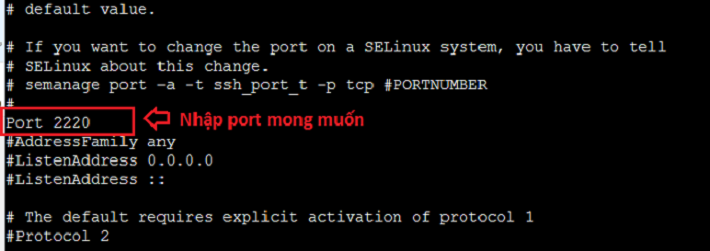 # default value.
# If you want to change the port on a SELinux system, you have to tell
# SELinux about this change.
# semanage port -a -t ssh_port_t -p tcp #PORTNUMBER
#
Port 2220 Nhập port mong muốn
#AddressFamily any
#ListenAddress 0.0.0.0
#ListenAddress ::
# The default requires explicit activation of protocol 1
#Protocol 2